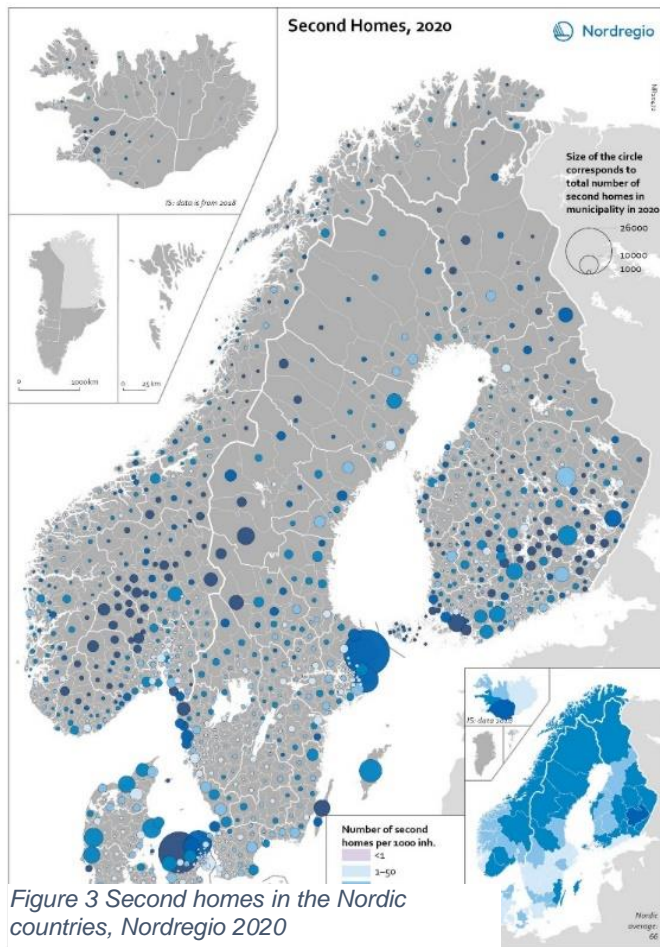 Second Homes, 2020
Nordregio
Size of the circle
corresponds to
total number of
second homes in
municipality in 2020
26000
10000
1000
IS: data is from 2018
0
1000 km
0
25 km
IS: data 2018
Number of second
homes per 1000 inh.
<1
1–50
Nordic
average:
66
Figure 3 Second homes in the Nordic
countries, Nordregio 2020